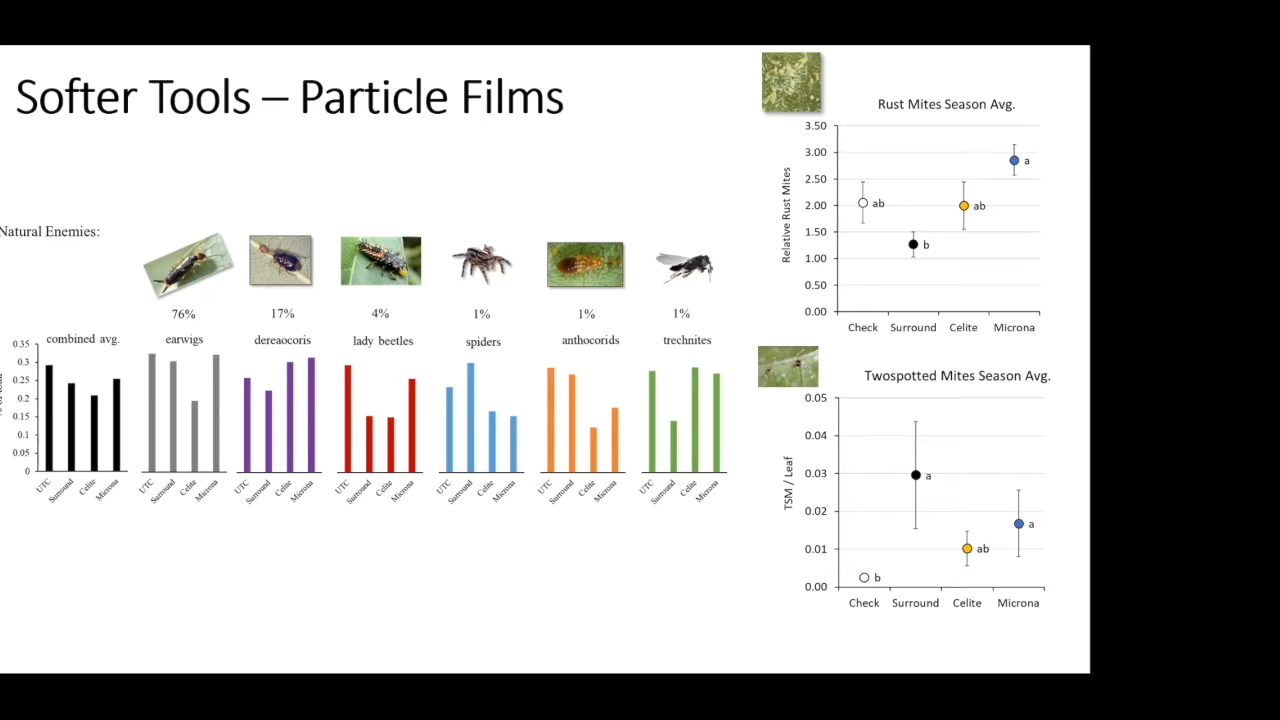 Softer Tools – Particle Films
Natural Enemies:
76%
17%
4%
1%
1%
1%
combined avg.
earwigs
dereaocoris
lady beetles
spiders
anthocorids
trechnites
0.35
0.3
0.25
0.2
0.15
0.1
0.05
0
UTC
Surround
Celite
Microna
UTC
Surround
Celite
Microna
UTC
Surround
Celite
Microna
UTC
Surround
Celite
Microna
UTC
Surround
Celite
Microna
UTC
Surround
Celite
Microna
UTC
Surround
Celite
Microna
Rust Mites Season Avg.
Relative Rust Mites
3.50
3.00
2.50
2.00
1.50
1.00
0.50
0.00
ab
b
ab
a
Check Surround Celite Microna
Twospotted Mites Season Avg.
TSM / Leaf
0.05
0.04
0.03
0.02
0.01
0.00
b
a
ab
a
Check Surround Celite Microna